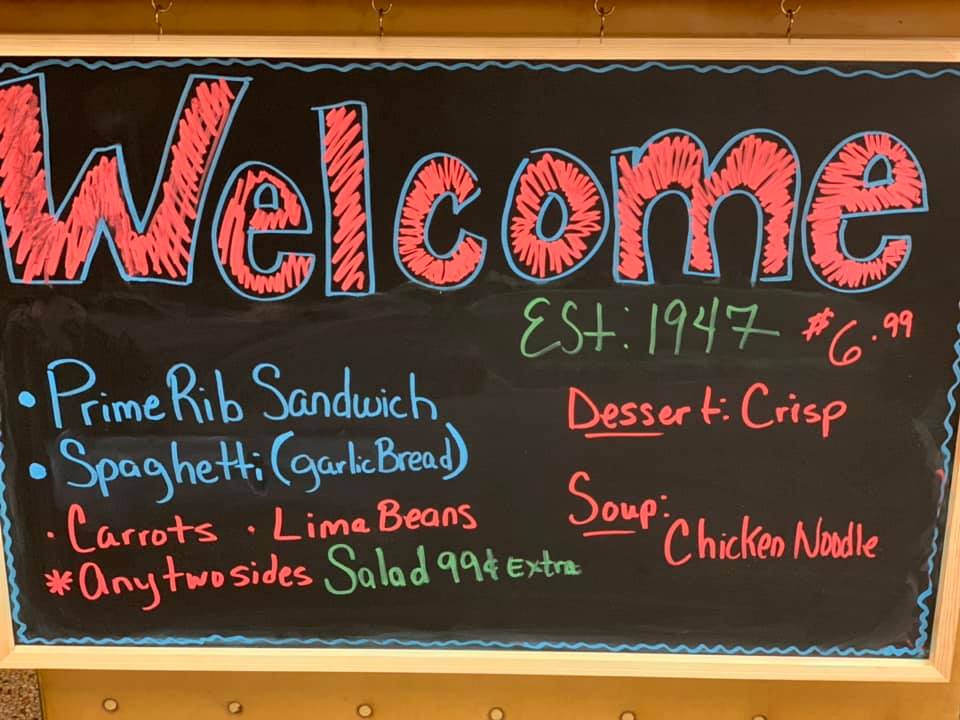 Welcome
Est: 1947 $6.99
• Prime Rib Sandwich
• Spaghetti (garlic Bread)
• Carrots • Lima Beans
* Any two sides Salad 99¢ Extra
Dessert: Crisp
Soup:
Chicken Noodle